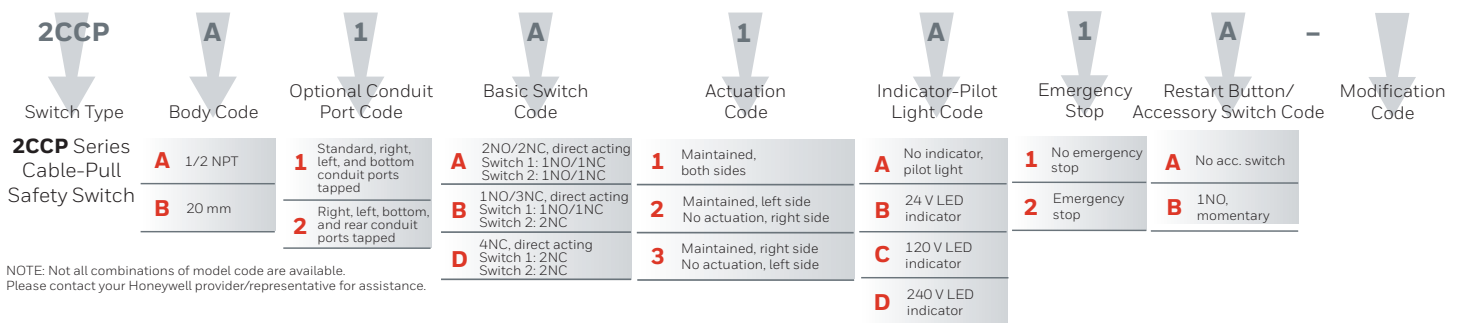 2CCP A 1 A 1 A 1 A –
Switch Type
Body Code
Optional Conduit
Port Code
Basic Switch
Code
Actuation
Code
Indicator-Pilot
Light Code
Emergency
Stop
Restart Button/
Accessory Switch Code
Modification
Code
2CCP Series
Cable-Pull
Safety Switch
A 1/2 NPT
B 20 mm
1 Standard, right,
left, and bottom
conduit ports
tapped
2 Right, left, bottom,
and rear conduit
ports tapped
A 2NO/2NC, direct acting
Switch 1: 1NO/1NC
Switch 2: 1NO/1NC
B 1NO/3NC, direct acting
Switch 1: 1NO/1NC
Switch 2: 2NC
D 4NC, direct acting
Switch 1: 2NC
Switch 2: 2NC
1 Maintained,
both sides
2 Maintained, left side
No actuation, right side
3 Maintained, right side
No actuation, left side
A No indicator,
pilot light
B 24 V LED
indicator
C 120 V LED
indicator
D 240 V LED
indicator
1 No emergency
stop
2 Emergency
stop
A No acc. switch
B 1NO,
momentary
NOTE: Not all combinations of model code are available.
Please contact your Honeywell provider/representative for assistance.